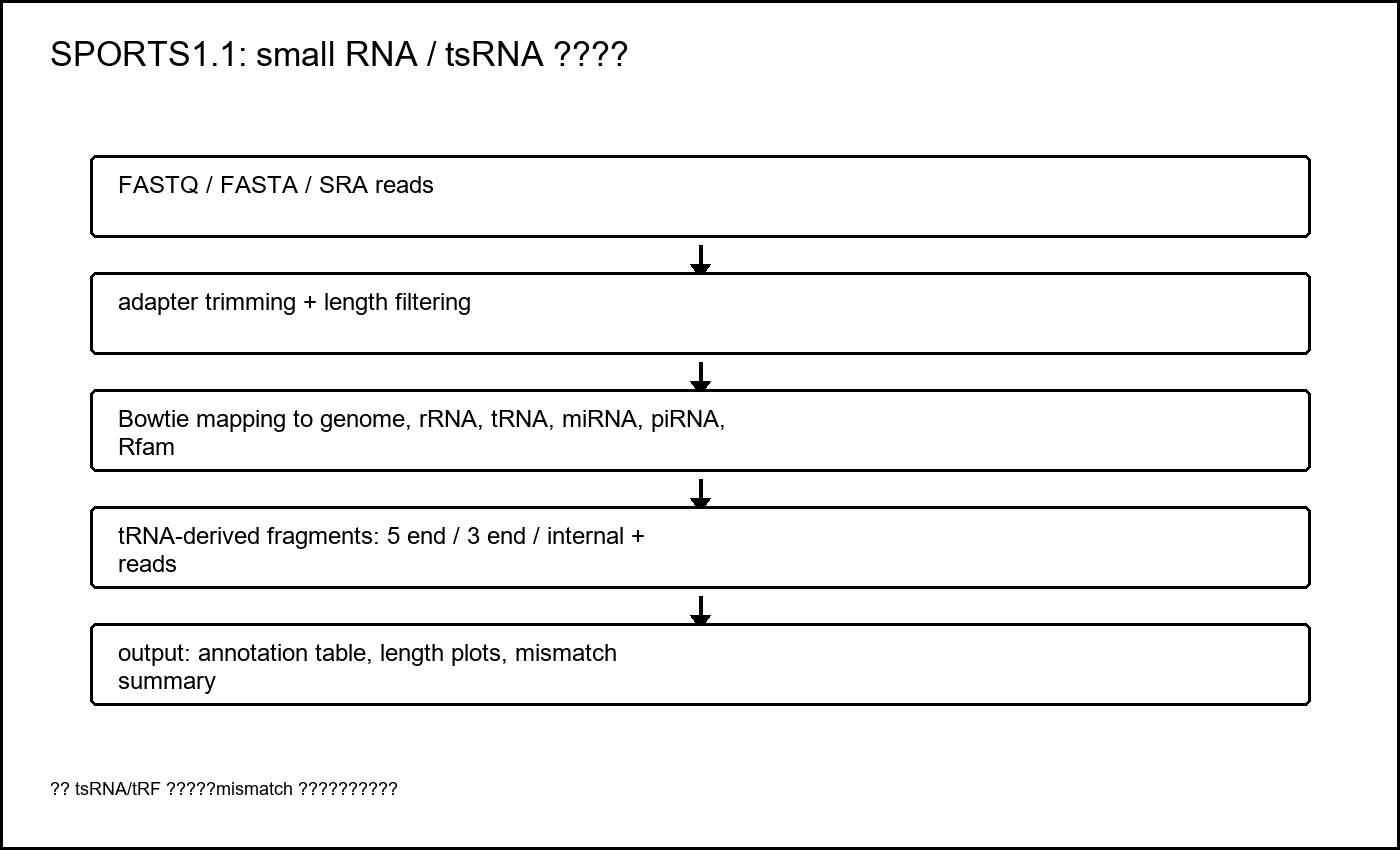 SPORTS1.1: small RNA / tsRNA ????
FASTQ / FASTA / SRA reads
adapter trimming + length filtering
Bowtie mapping to genome, rRNA, tRNA, miRNA, piRNA,
Rfam
tRNA-derived fragments: 5 end / 3 end / internal +
reads
output: annotation table, length plots, mismatch
summary
?? tsRNA/tRF ?????mismatch ??????????